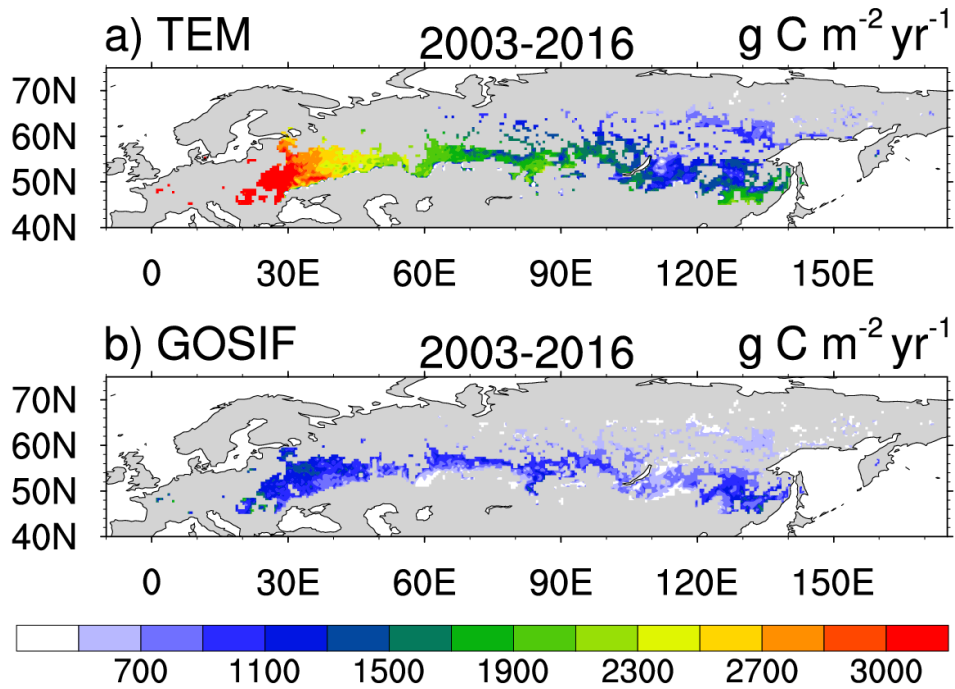 a) TEM 2003-2016 g C m⁻² yr⁻¹
70N
60N
50N
40N
0 30E 60E 90E 120E 150E
b) GOSIF 2003-2016 g C m⁻² yr⁻¹
70N
60N
50N
40N
0 30E 60E 90E 120E 150E
700 1100 1500 1900 2300 2700 3000